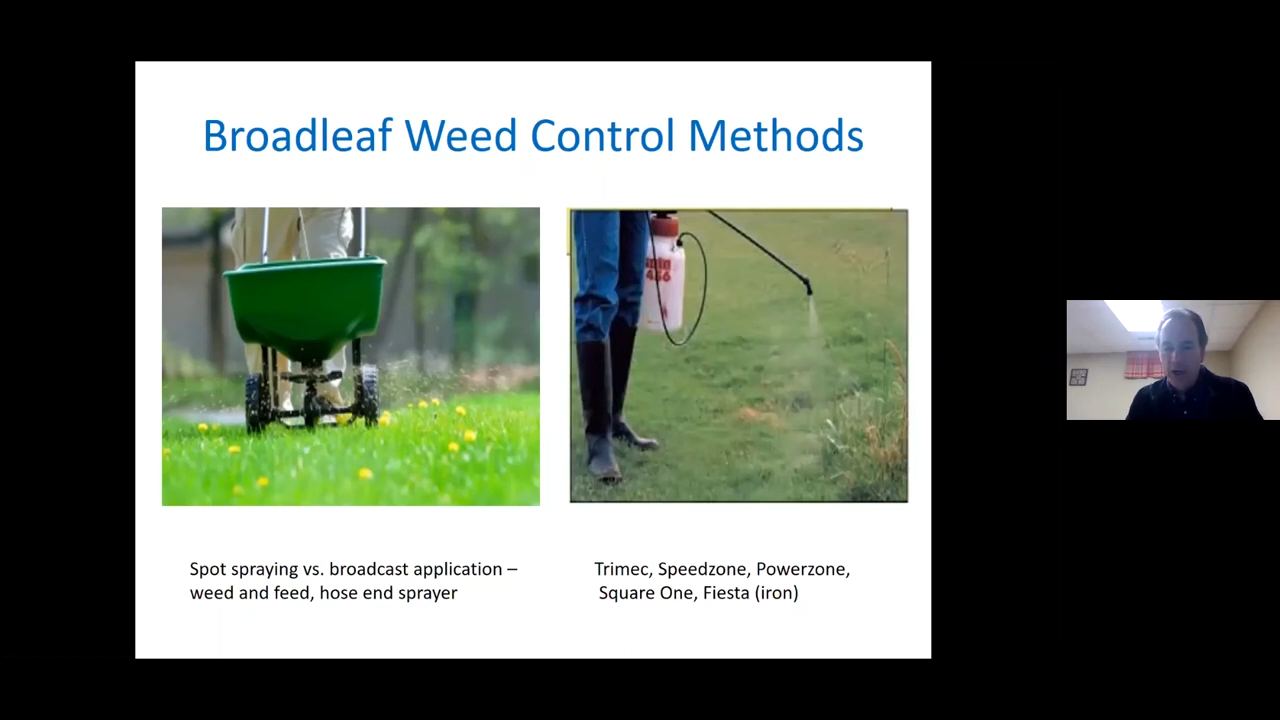 Broadleaf Weed Control Methods
Spot spraying vs. broadcast application –
weed and feed, hose end sprayer
Trimec, Speedzone, Powerzone,
Square One, Fiesta (iron)